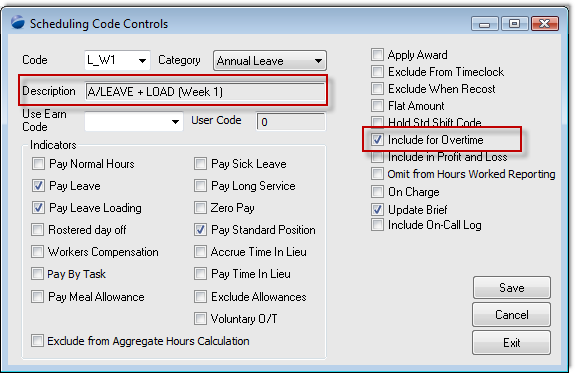 Scheduling Code Controls
Code L_W1 Category Annual Leave
Description A/LEAVE + LOAD (Week 1)
Use Earn Code User Code 0
Indicators
Pay Normal Hours Pay Sick Leave
Pay Leave Pay Long Service
Pay Leave Loading Zero Pay
Rostered day off Pay Standard Position
Workers Compensation Accrue Time In Lieu
Pay By Task Pay Time In Lieu
Pay Meal Allowance Exclude Allowances
Voluntary O/T
Exclude from Aggregate Hours Calculation
Apply Award
Exclude From Timeclock
Exclude When Recost
Flat Amount
Hold Std Shift Code
Include for Overtime
Include in Profit and Loss
Omit from Hours Worked Reporting
On Charge
Update Brief
Include On-Call Log
Save
Cancel
Exit